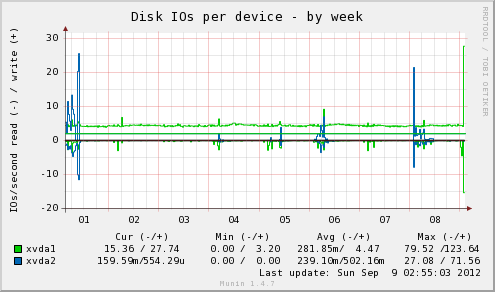 Disk IOs per device - by week
RRDTOOL / TOBI OETIKER
IOs/second read (-) / write (+)
30
20
10
0
-10
-20
01 02 03 04 05 06 07 08
Cur (-/+) Min (-/+) Avg (-/+) Max (-/+)
xvda1 15.36 / 27.74 0.00 / 3.20 281.85m/ 4.47 79.52 /123.64
xvda2 159.59m/554.29u 0.00 / 0.00 239.10m/502.16m 27.08 / 71.56
Last update: Sun Sep 9 02:55:03 2012
Munin 1.4.7